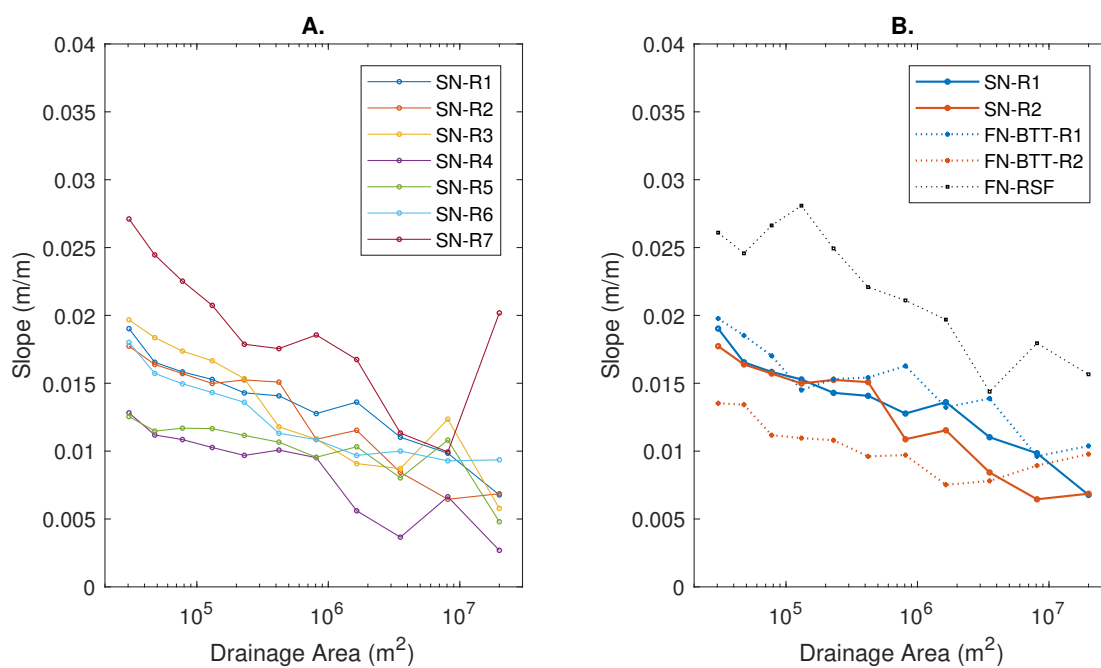 A.
0.04
0.035
0.03
0.025
0.02
0.015
0.01
0.005
0
Slope (m/m)
10^5
10^6
10^7
Drainage Area (m^2)
SN-R1
SN-R2
SN-R3
SN-R4
SN-R5
SN-R6
SN-R7
B.
0.04
0.035
0.03
0.025
0.02
0.015
0.01
0.005
0
Slope (m/m)
10^5
10^6
10^7
Drainage Area (m^2)
SN-R1
SN-R2
FN-BTT-R1
FN-BTT-R2
FN-RSF